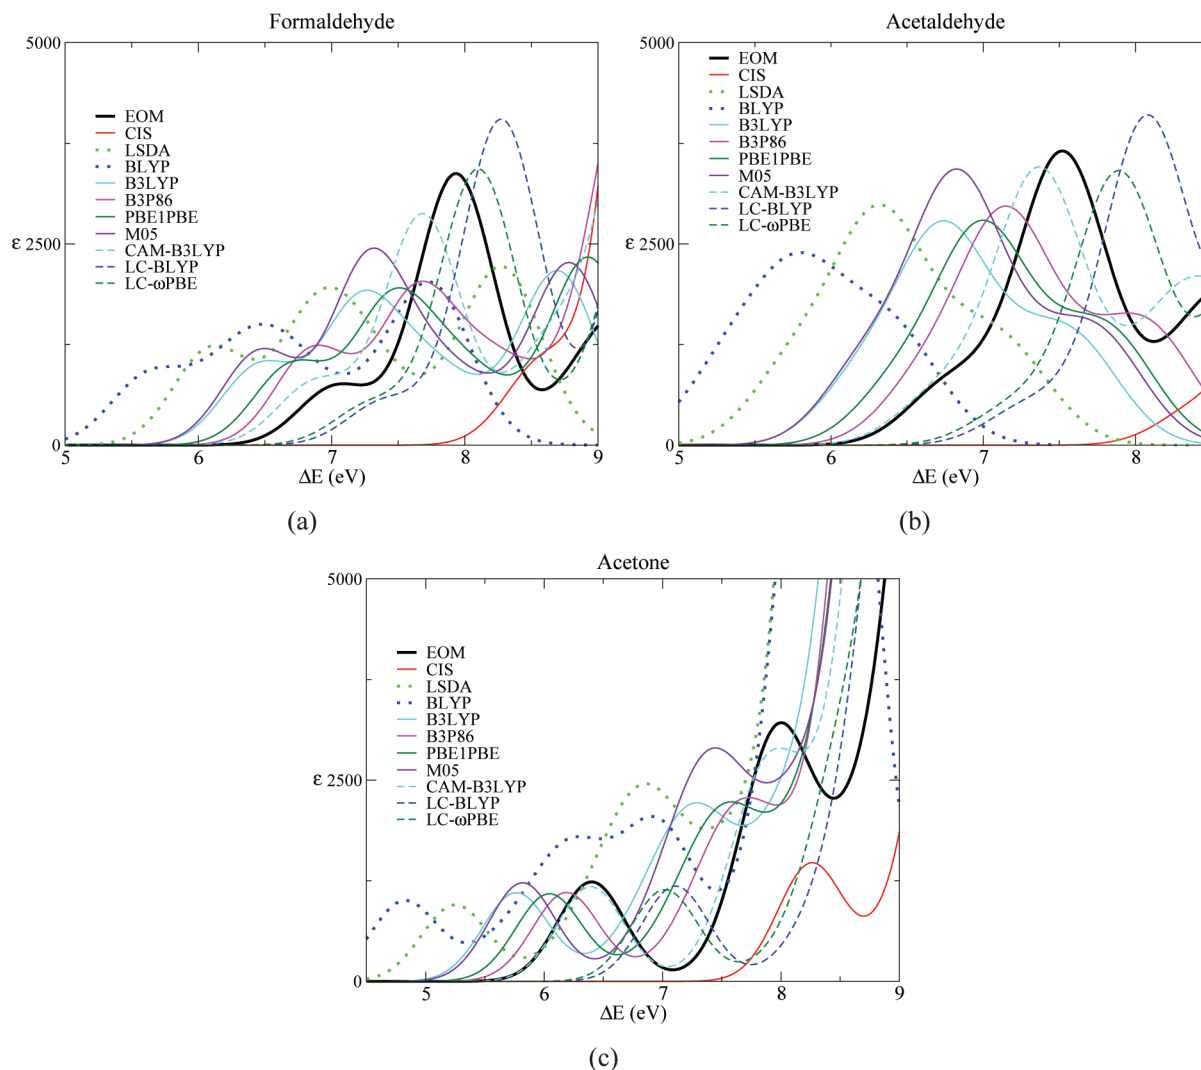 Formaldehyde
5000
2500
0
ε
EOM
CIS
LSDA
BLYP
B3LYP
B3P86
PBE1PBE
M05
CAM-B3LYP
LC-BLYP
LC-ωPBE
5 6 7 8 9
ΔE (eV)
(a)
Acetaldehyde
5000
2500
0
ε
EOM
CIS
LSDA
BLYP
B3LYP
B3P86
PBE1PBE
M05
CAM-B3LYP
LC-BLYP
LC-ωPBE
5 6 7 8
ΔE (eV)
(b)
Acetone
5000
2500
0
ε
EOM
CIS
LSDA
BLYP
B3LYP
B3P86
PBE1PBE
M05
CAM-B3LYP
LC-BLYP
LC-ωPBE
5 6 7 8 9
ΔE (eV)
(c)